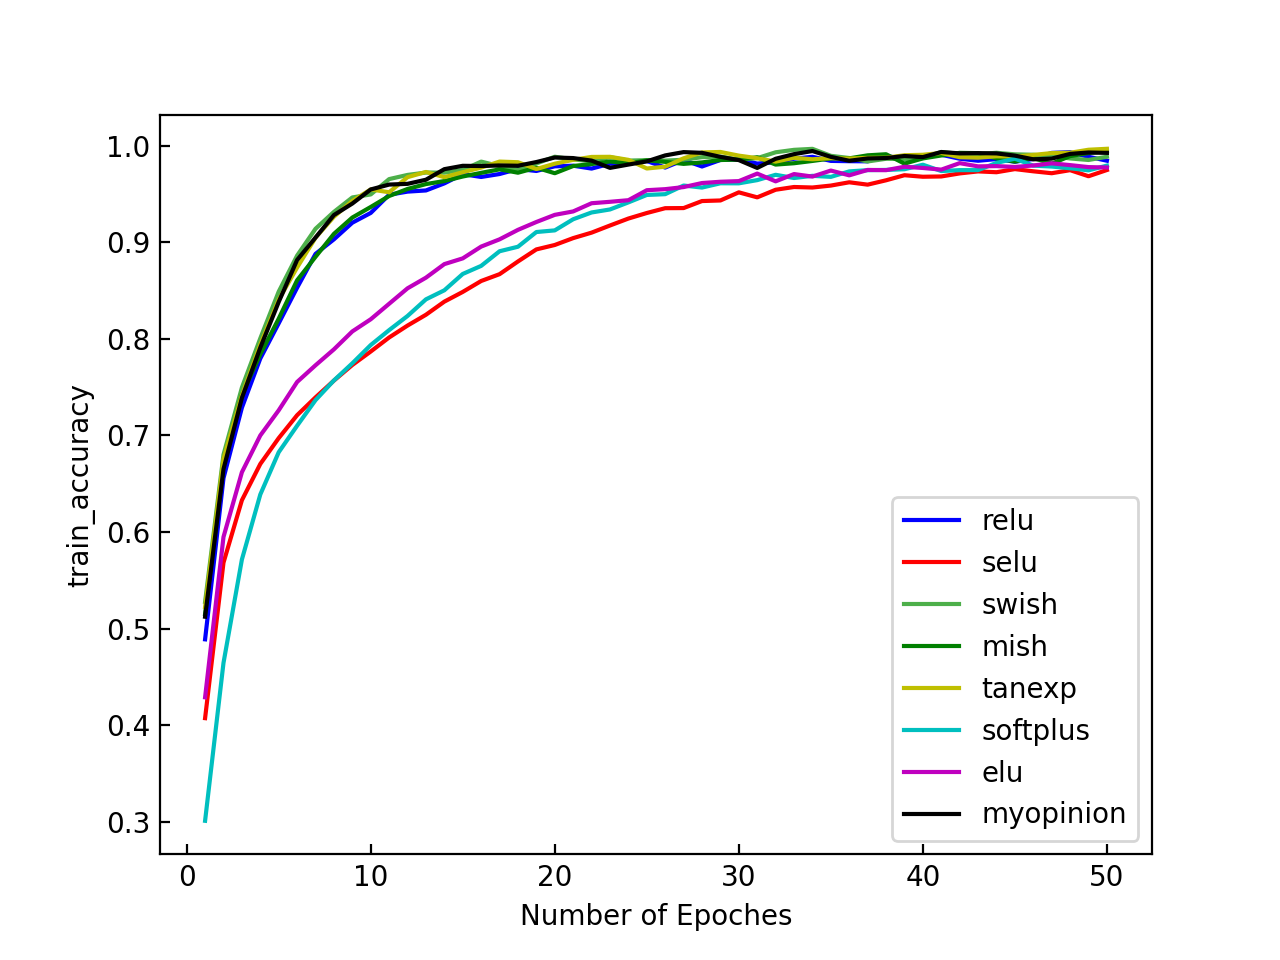 1.0
0.9
0.8
0.7
0.6
0.5
0.4
0.3
train_accuracy
relu
selu
swish
mish
tanexp
softplus
elu
myopinion
0 10 20 30 40 50
Number of Epoches